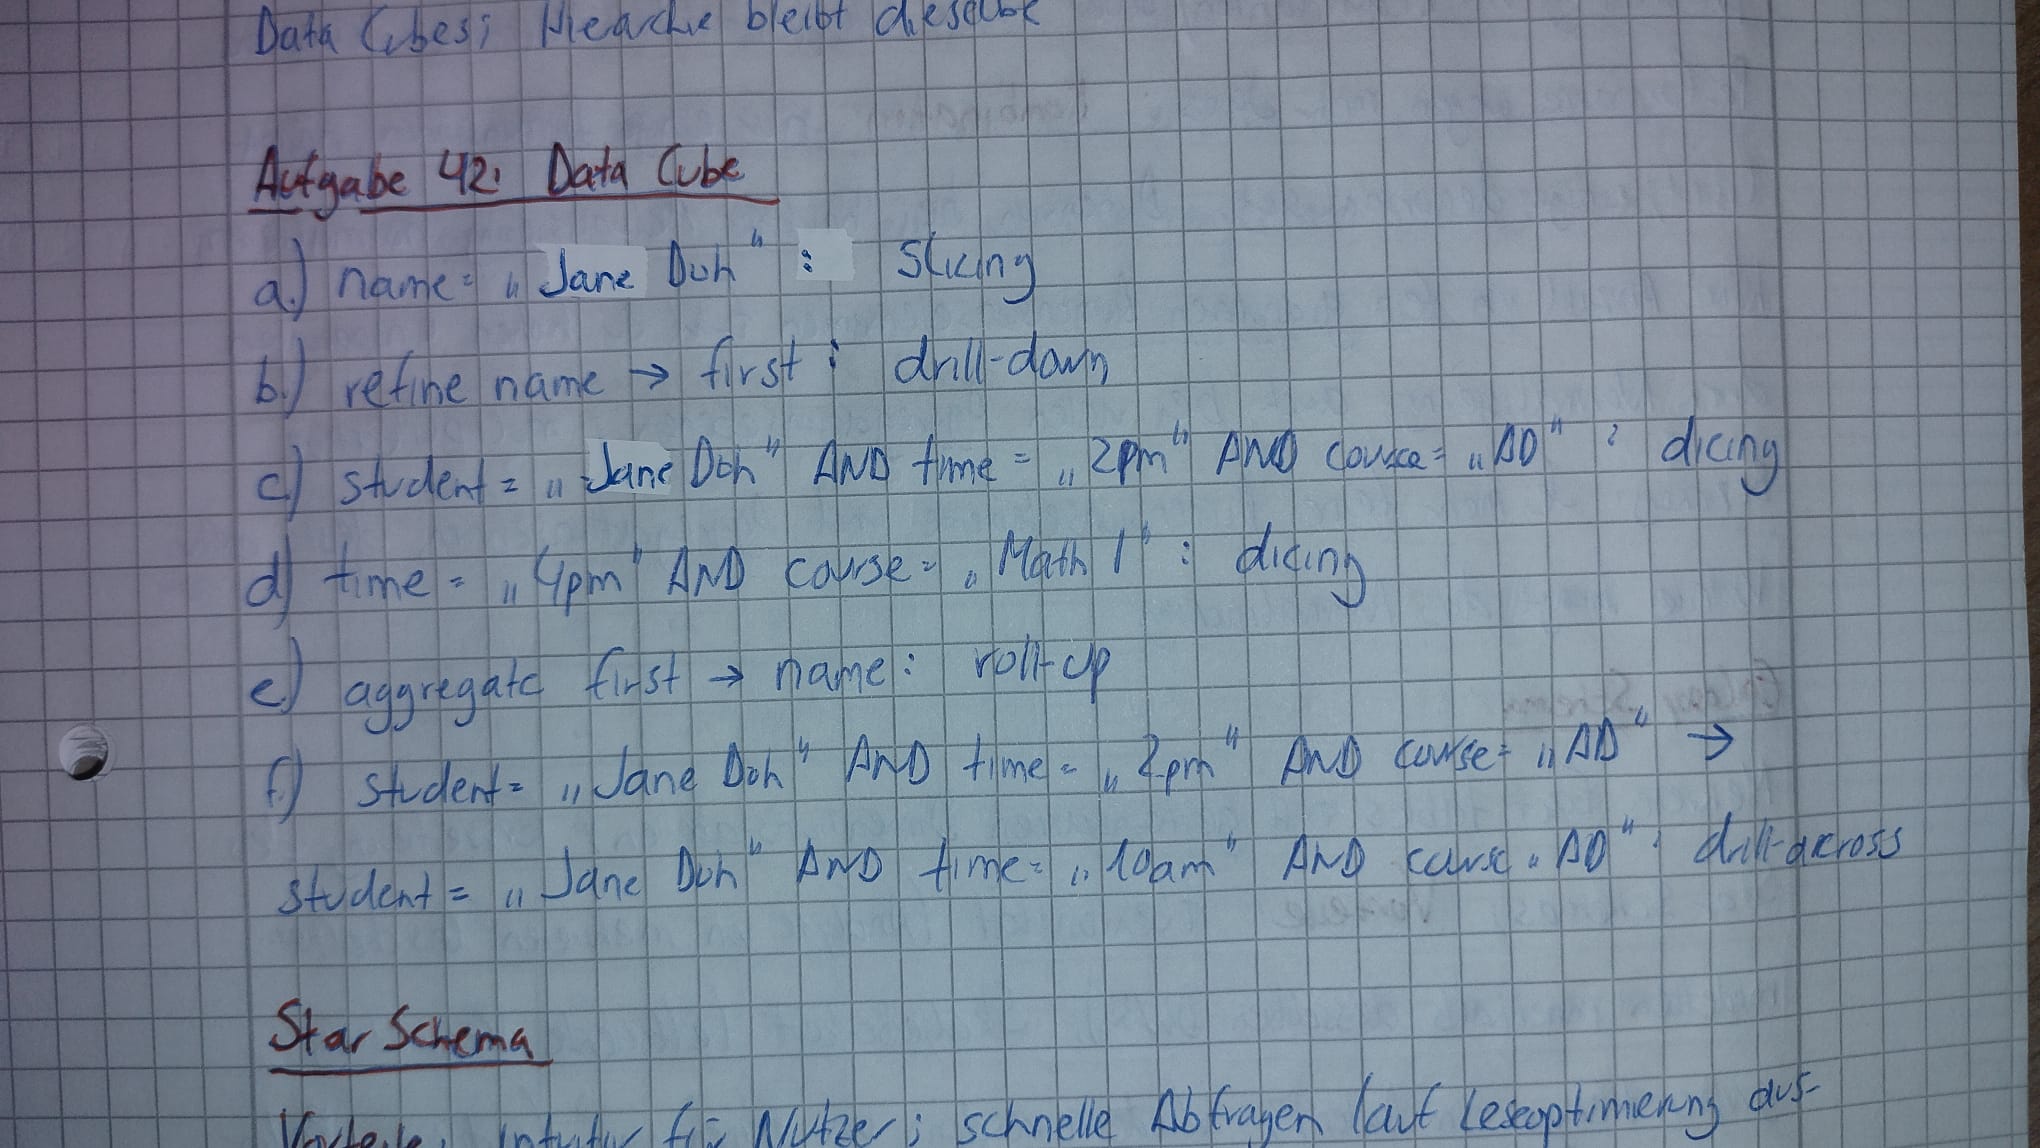 Data Cubes; Hierarchie bleibt dieselbe
Aufgabe 42: Data Cube
a.) name = „Jane Doh" : Slicing
b.) refine name → first : drill-down
c.) student = „Jane Doh" AND time = „2pm" AND course = „AD" : dicing
d) time = „4pm" AND course = „Math 1" : dicing
e.) aggregate first → name : roll-up
f.) student = „Jane Doh" AND time = „2pm" AND course = „AD" →
student = „Jane Doh" AND time = „10am" AND course „AD" : drill-across
Star Schema
Vorteile: intuitiv für Nutzer; schnelle Abfragen (auf Leseoptimierung aus-